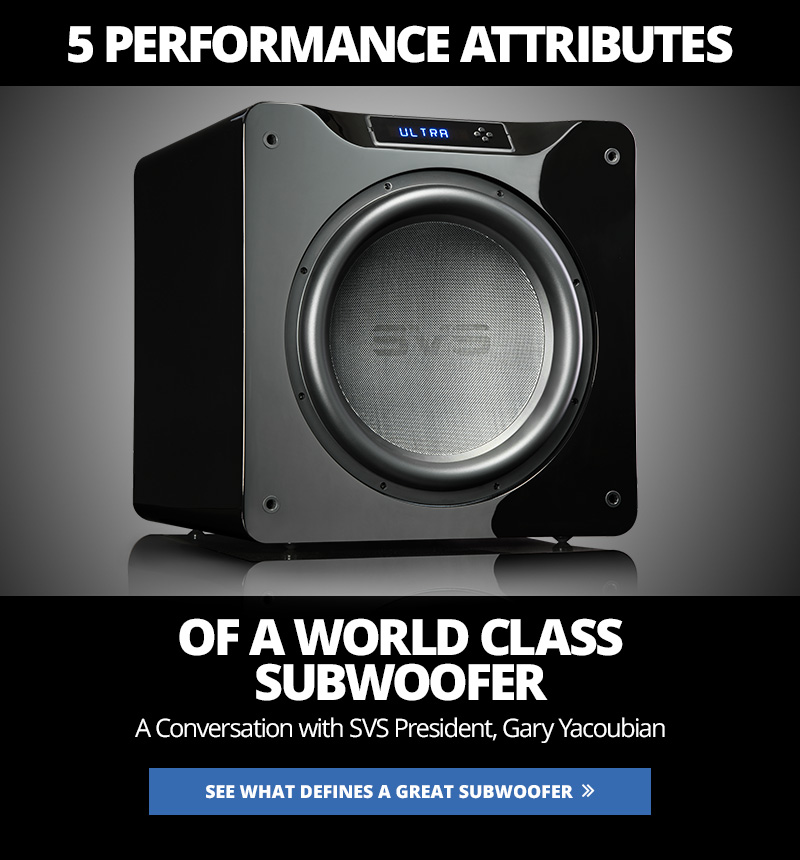 5 PERFORMANCE ATTRIBUTES
ULTRA
SVS
OF A WORLD CLASS
SUBWOOFER
A Conversation with SVS President, Gary Yacoubian
SEE WHAT DEFINES A GREAT SUBWOOFER »